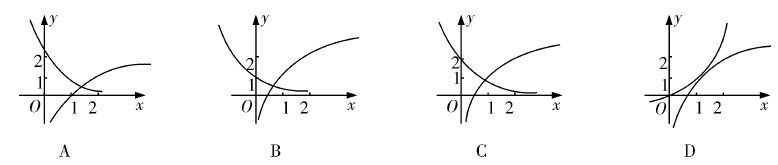 y y y y
2 2 2 2
1 1 1 1
O 1 2 x O 1 2 x O 1 2 x O 1 2 x
A B C D